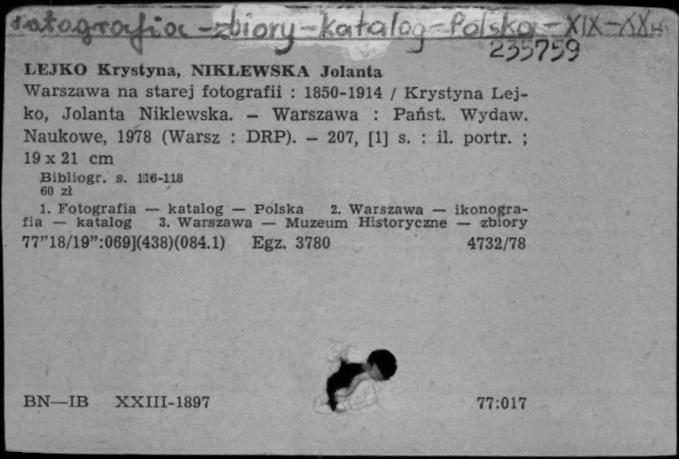 Fotografia - zbiory - katalog - Polska - XIX - XXw
235759
LEJKO Krystyna, NIKLEWSKA Jolanta
Warszawa na starej fotografii : 1850-1914 / Krystyna Lej-
ko, Jolanta Niklewska. — Warszawa : Państ. Wydaw.
Naukowe, 1978 (Warsz : DRP). — 207, [1] s. : il. portr. ;
19 x 21 cm
Bibliogr. s. 116-118
60 zł
1. Fotografia — katalog — Polska 2. Warszawa — ikonogra-
fia — katalog 3. Warszawa — Muzeum Historyczne — zbiory
77"18/19":069](438)(084.1) Egz. 3780 4732/78
BN—IB XXIII-1897 77:017